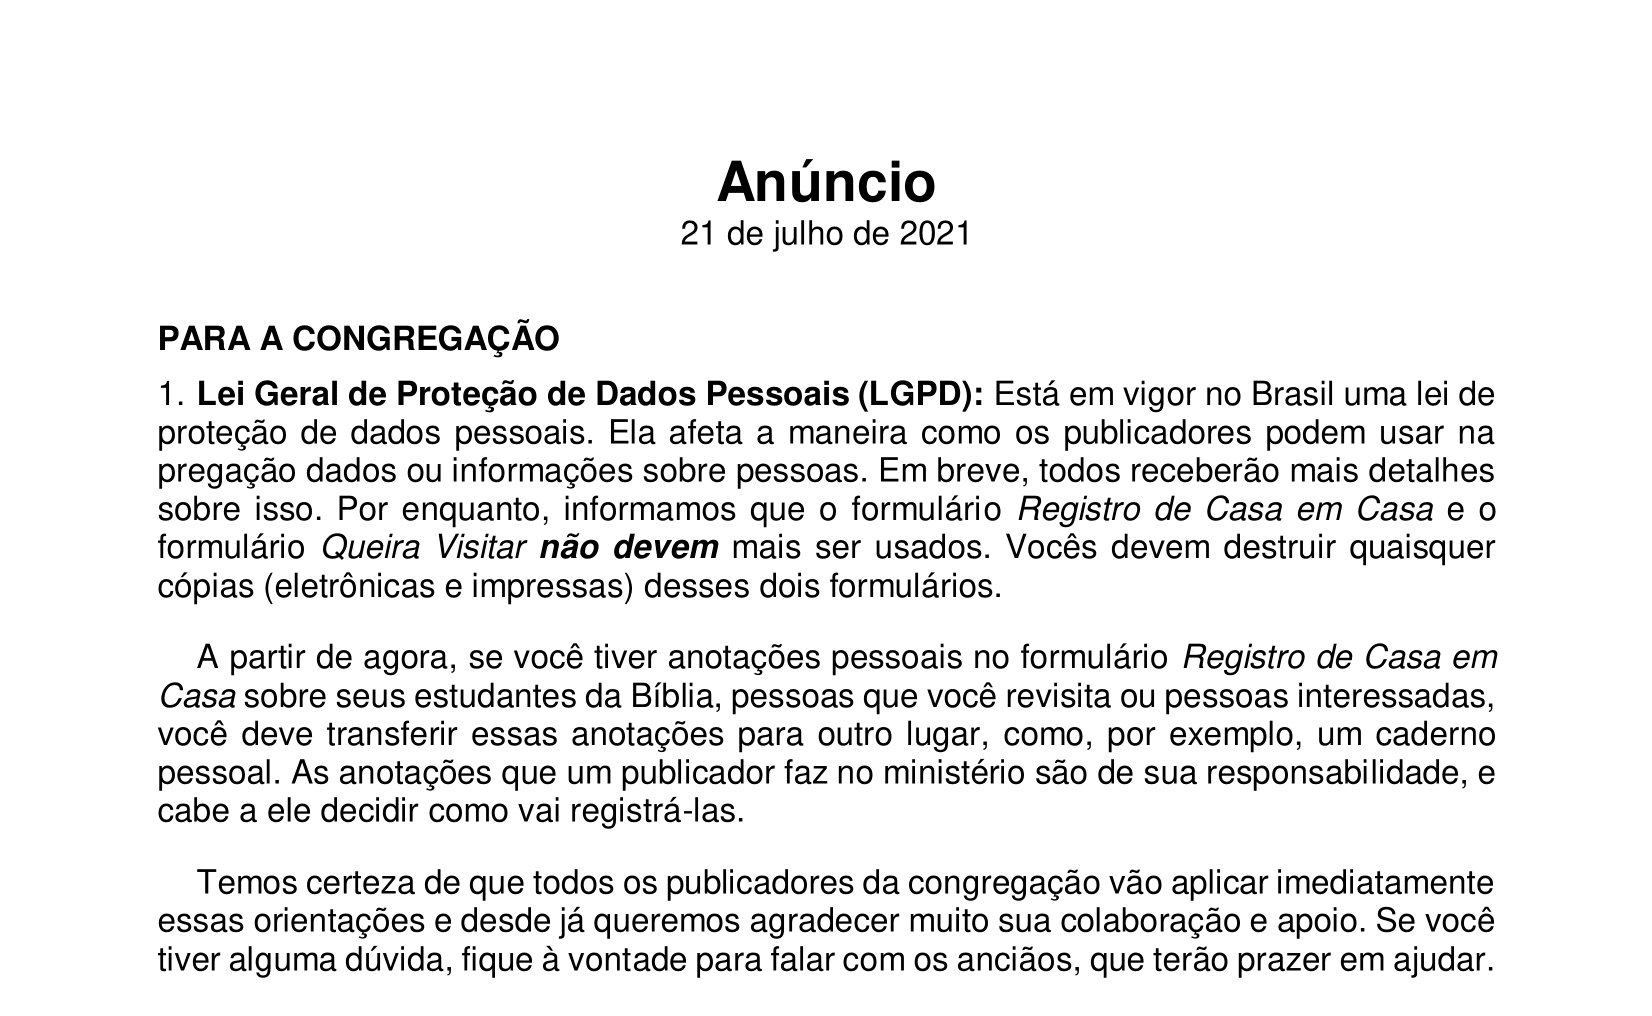 Anúncio
21 de julho de 2021
PARA A CONGREGAÇÃO
1. Lei Geral de Proteção de Dados Pessoais (LGPD): Está em vigor no Brasil uma lei de
proteção de dados pessoais. Ela afeta a maneira como os publicadores podem usar na
pregação dados ou informações sobre pessoas. Em breve, todos receberão mais detalhes
sobre isso. Por enquanto, informamos que o formulário Registro de Casa em Casa e o
formulário Queira Visitar não devem mais ser usados. Vocês devem destruir quaisquer
cópias (eletrônicas e impressas) desses dois formulários.
A partir de agora, se você tiver anotações pessoais no formulário Registro de Casa em
Casa sobre seus estudantes da Bíblia, pessoas que você revisita ou pessoas interessadas,
você deve transferir essas anotações para outro lugar, como, por exemplo, um caderno
pessoal. As anotações que um publicador faz no ministério são de sua responsabilidade, e
cabe a ele decidir como vai registrá-las.
Temos certeza de que todos os publicadores da congregação vão aplicar imediatamente
essas orientações e desde já queremos agradecer muito sua colaboração e apoio. Se você
tiver alguma dúvida, fique à vontade para falar com os anciãos, que terão prazer em ajudar.